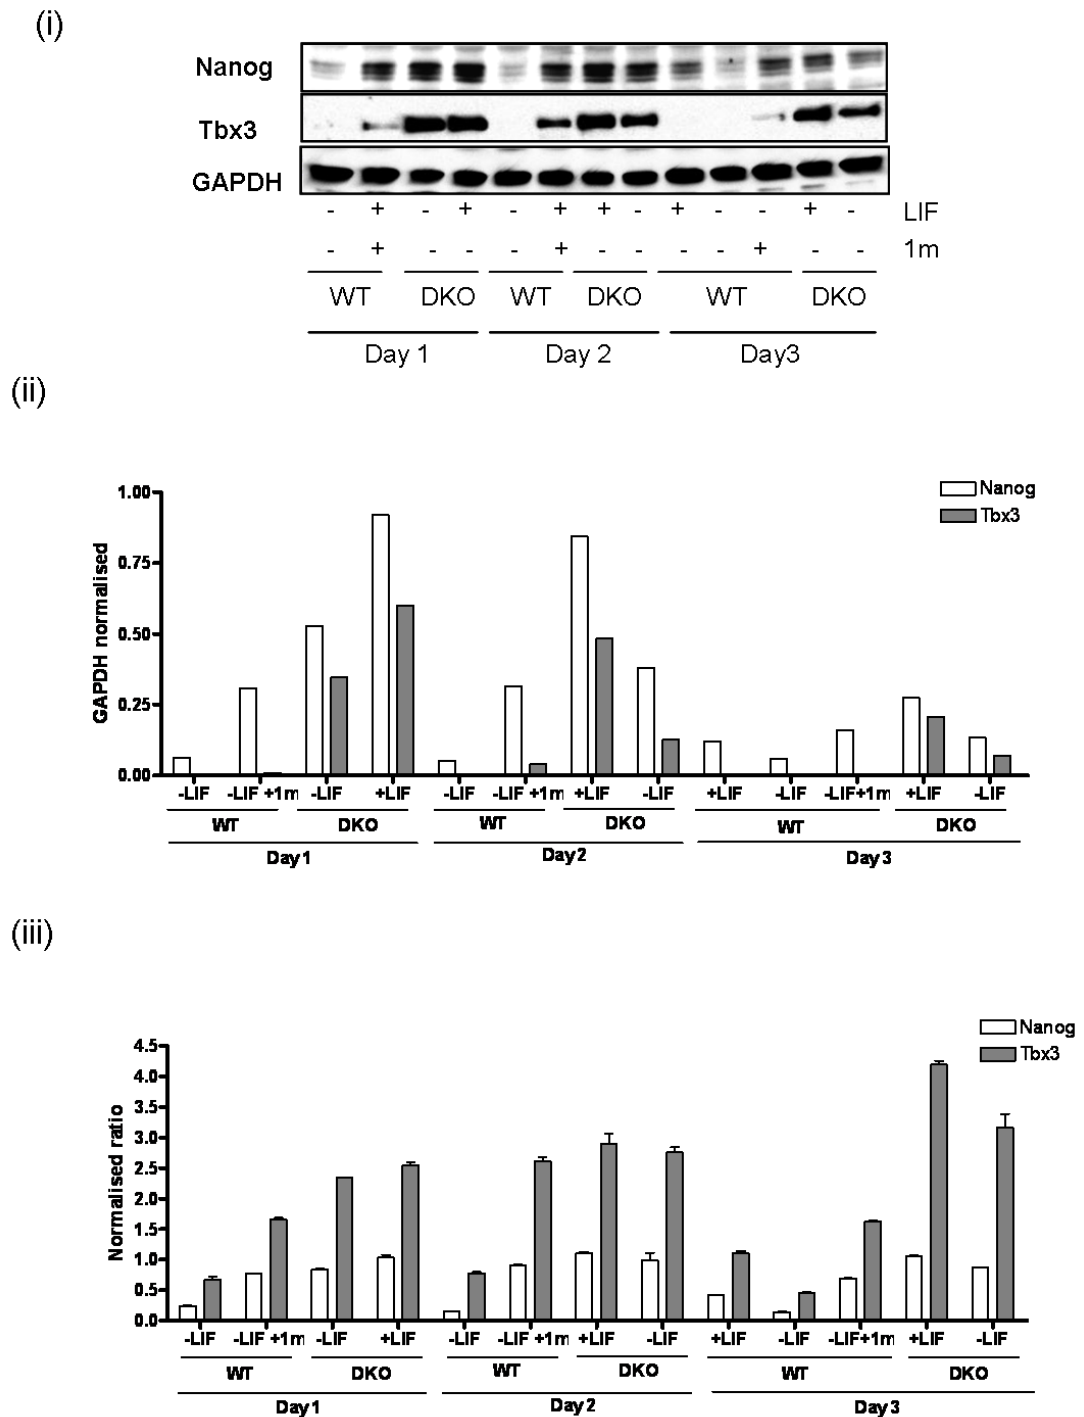 (i)
Nanog
Tbx3
GAPDH
- + - + - + + - + - - + - LIF
- + - - - + - - - - + - - 1m
WT DKO WT DKO WT DKO
Day 1 Day 2 Day3
(ii)
Nanog
Tbx3
GAPDH normalised
1.00
0.75
0.50
0.25
0.00
-LIF -LIF +1m -LIF +LIF -LIF -LIF +1m +LIF -LIF +LIF -LIF -LIF+1m +LIF -LIF
WT DKO WT DKO WT DKO
Day1 Day2 Day3
(iii)
Nanog
Tbx3
Normalised ratio
4.5
4.0
3.5
3.0
2.5
2.0
1.5
1.0
0.5
0.0
-LIF -LIF +1m -LIF +LIF -LIF -LIF +1m +LIF -LIF +LIF -LIF -LIF+1m +LIF -LIF
WT DKO WT DKO WT DKO
Day1 Day2 Day3